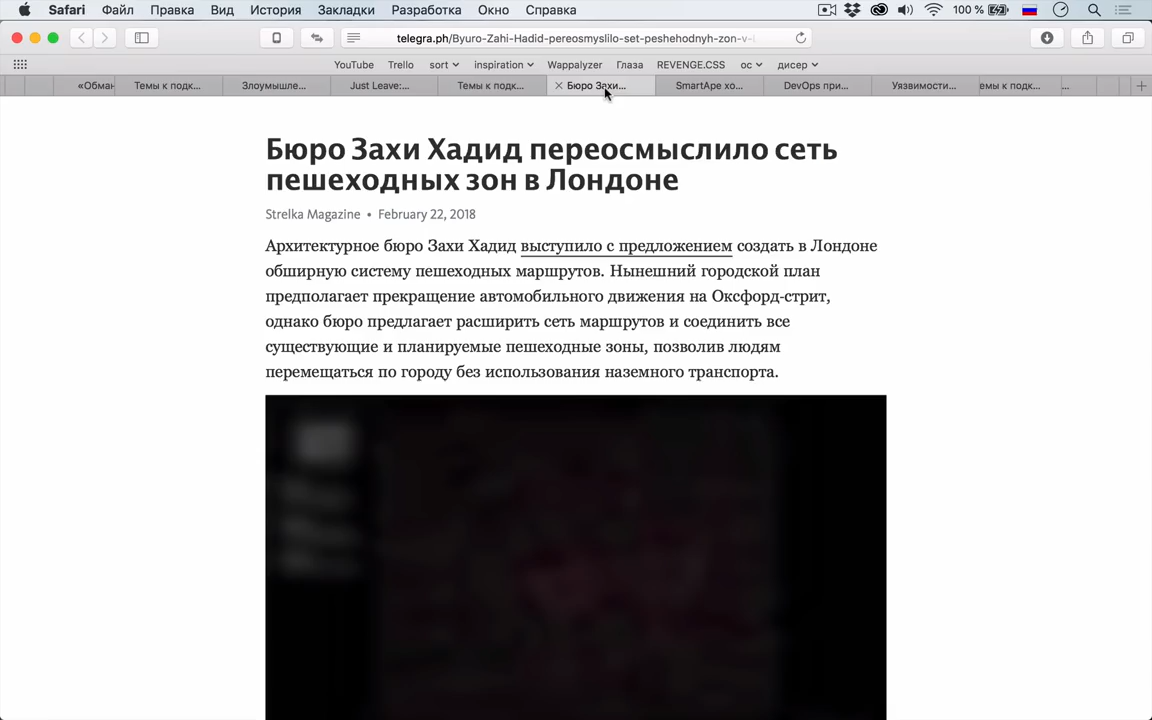 Safari Файл Правка Вид История Закладки Разработка Окно Справка 100 %
telegra.ph/Byuro-Zahi-Hadid-pereosmyslilo-set-peshehodnyh-zon-v-
YouTube Trello sort inspiration Wappalyzer Глаза REVENGE.CSS ос дисер
«Обман Темы к подк... Злоумышле... Just Leave:... Темы к подк... Бюро Захи... SmartApe хо... DevOps при... Уязвимости... емы к подк... ...
Бюро Захи Хадид переосмыслило сеть
пешеходных зон в Лондоне
Strelka Magazine • February 22, 2018
Архитектурное бюро Захи Хадид выступило с предложением создать в Лондоне
обширную систему пешеходных маршрутов. Нынешний городской план
предполагает прекращение автомобильного движения на Оксфорд-стрит,
однако бюро предлагает расширить сеть маршрутов и соединить все
существующие и планируемые пешеходные зоны, позволив людям
перемещаться по городу без использования наземного транспорта.